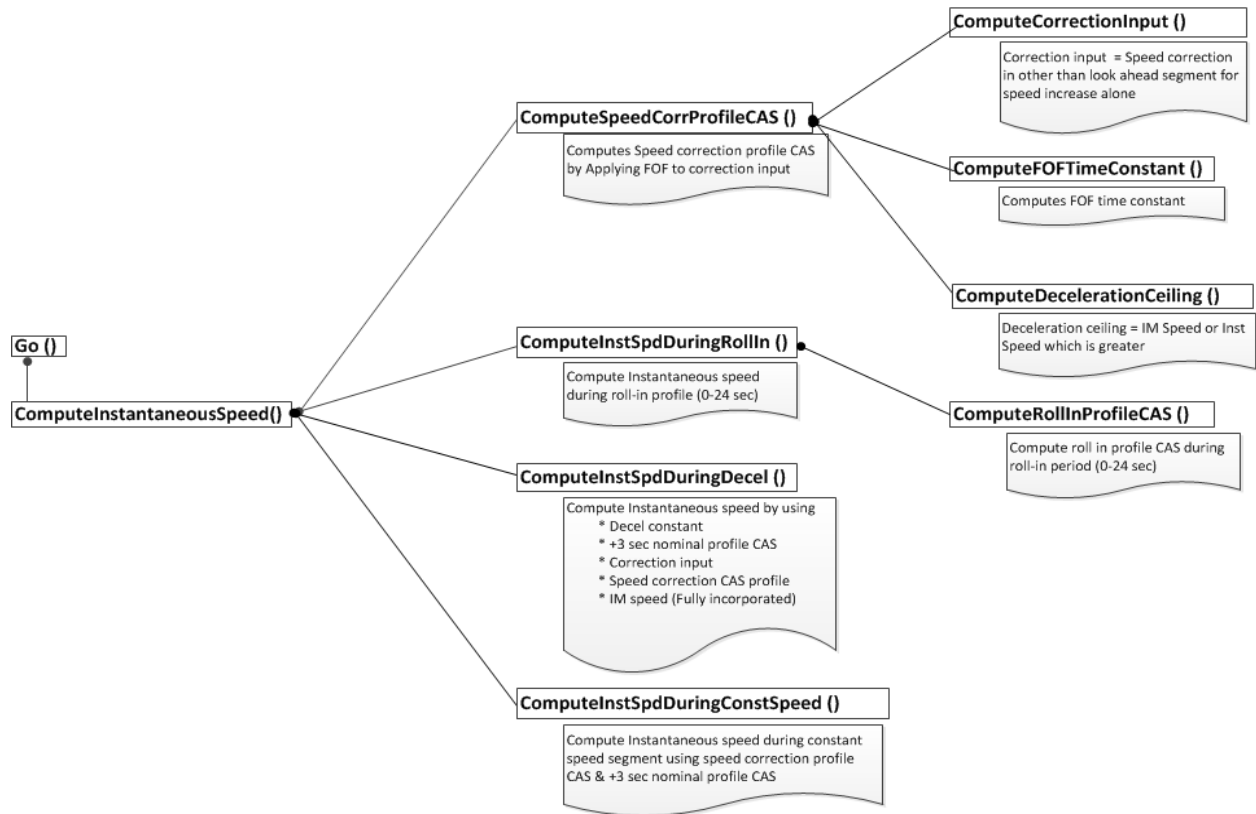 Go ()
ComputeInstantaneousSpeed()
ComputeSpeedCorrProfileCAS ()
Computes Speed correction profile CAS
by Applying FOF to correction input
ComputeInstSpdDuringRollIn ()
Compute Instantaneous speed
during roll-in profile (0-24 sec)
ComputeInstSpdDuringDecel ()
Compute Instantaneous speed by using
* Decel constant
* +3 sec nominal profile CAS
* Correction input
* Speed correction CAS profile
* IM speed (Fully incorporated)
ComputeInstSpdDuringConstSpeed ()
Compute Instantaneous speed during constant
speed segment using speed correction profile
CAS & +3 sec nominal profile CAS
ComputeCorrectionInput ()
Correction input = Speed correction
in other than look ahead segment for
speed increase alone
ComputeFOFTimeConstant ()
Computes FOF time constant
ComputeDecelerationCeiling ()
Deceleration ceiling = IM Speed or Inst
Speed which is greater
ComputeRollInProfileCAS ()
Compute roll in profile CAS during
roll-in period (0-24 sec)